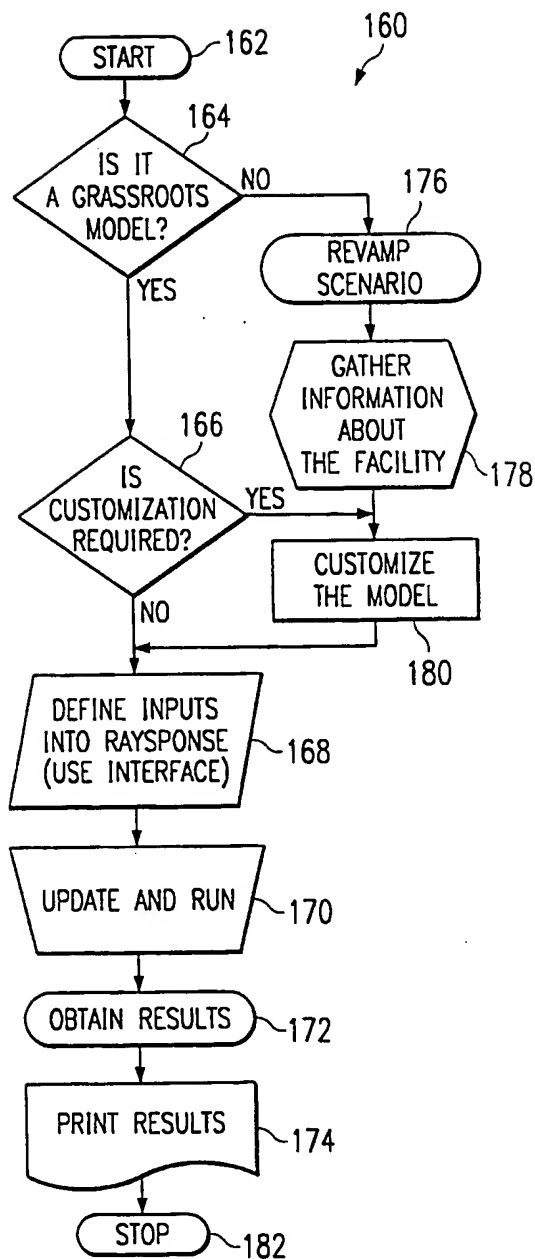 START
162
160
164
IS IT
A GRASSROOTS
MODEL?
NO
176
REVAMP
SCENARIO
YES
GATHER
INFORMATION
ABOUT
THE FACILITY
178
166
IS
CUSTOMIZATION
REQUIRED?
YES
CUSTOMIZE
THE MODEL
180
NO
DEFINE INPUTS
INTO RAYSPONSE
(USE INTERFACE)
168
UPDATE AND RUN
170
OBTAIN RESULTS
172
PRINT RESULTS
174
STOP
182